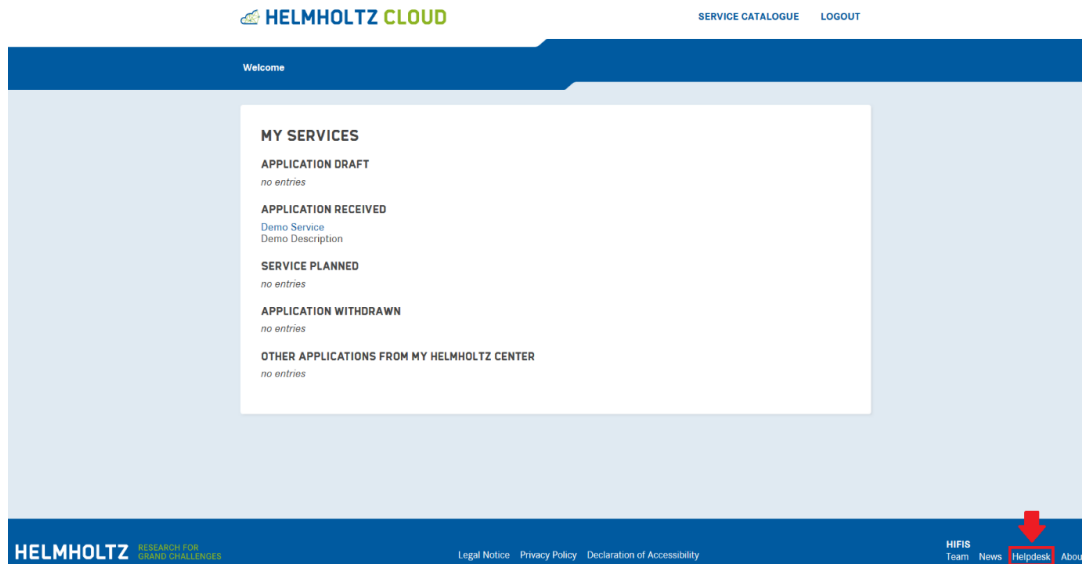 HELMHOLTZ CLOUD
SERVICE CATALOGUE LOGOUT
Welcome
MY SERVICES
APPLICATION DRAFT
no entries
APPLICATION RECEIVED
Demo Service
Demo Description
SERVICE PLANNED
no entries
APPLICATION WITHDRAWN
no entries
OTHER APPLICATIONS FROM MY HELMHOLTZ CENTER
no entries
HELMHOLTZ RESEARCH FOR
GRAND CHALLENGES
Legal Notice Privacy Policy Declaration of Accessibility
HIFIS
Team News Helpdesk Abou